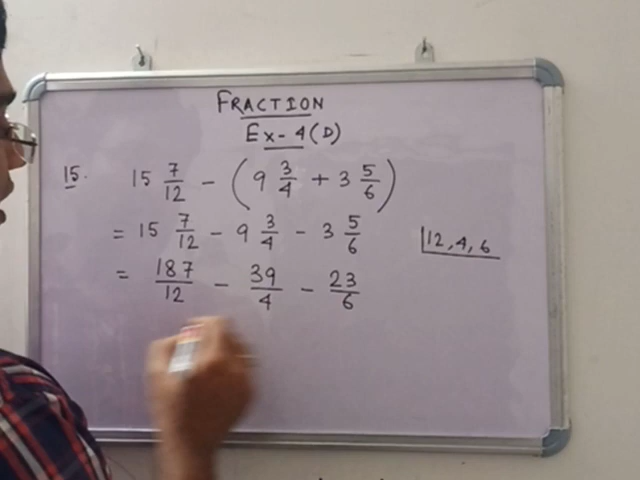 FRACTION
Ex-4(D)
15. 15 7/12 - (9 3/4 + 3 5/6)
= 15 7/12 - 9 3/4 - 3 5/6
12, 4, 6
= 187/12 - 39/4 - 23/6